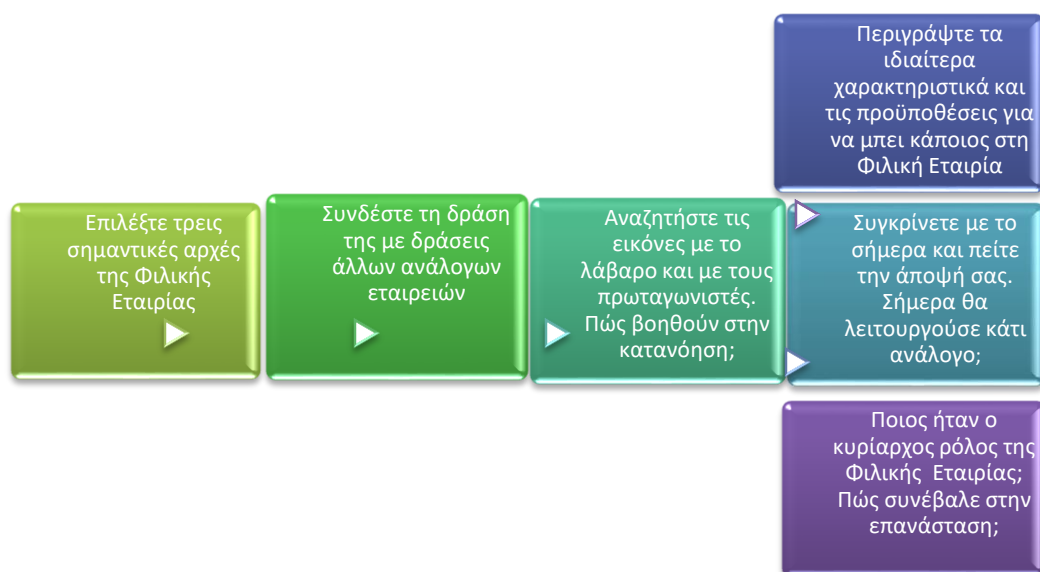 Επιλέξτε τρεις
σημαντικές αρχές
της Φιλικής
Εταιρίας
Συνδέστε τη δράση
της με δράσεις
άλλων ανάλογων
εταιρειών
Αναζητήστε τις
εικόνες με το
λάβαρο και με τους
πρωταγωνιστές.
Πώς βοηθούν στην
κατανόηση;
Περιγράψτε τα
ιδιαίτερα
χαρακτηριστικά και
τις προϋποθέσεις για
να μπει κάποιος στη
Φιλική Εταιρία
Συγκρίνετε με το
σήμερα και πείτε
την άποψή σας.
Σήμερα θα
λειτουργούσε κάτι
ανάλογο;
Ποιος ήταν ο
κυρίαρχος ρόλος της
Φιλικής Εταιρίας;
Πώς συνέβαλε στην
επανάσταση;